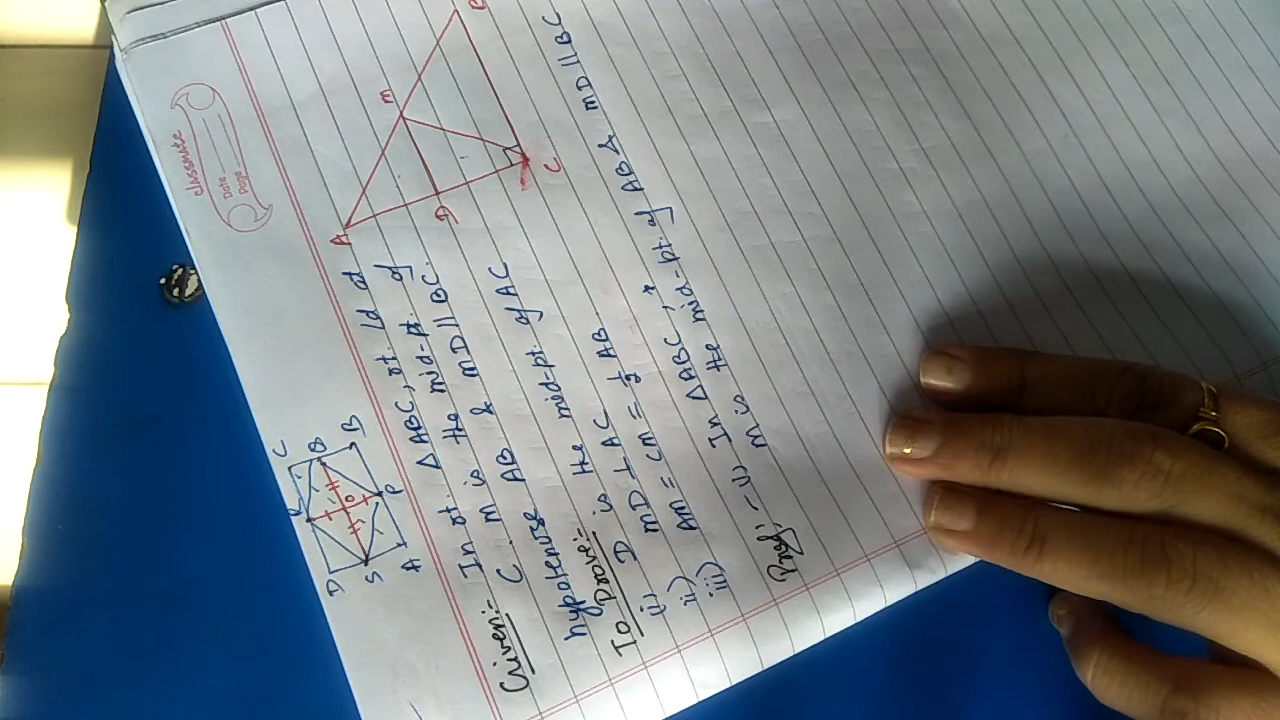 classmate
Date
Page
D
C
S
Q
A
P
B
O
A
M
D
C
Given:- In rt. △ABC, rt. ∠d at
C. M is the mid-pt. of
hypotenuse AB & MD || BC.
To Prove:-
(i) D is the mid-pt. of AC
ii) MD ⊥ AC
iii) AM = CM = ½ AB.
Proof:- (i) In △ABC,
M is the mid-pt. of AB & MD || BC